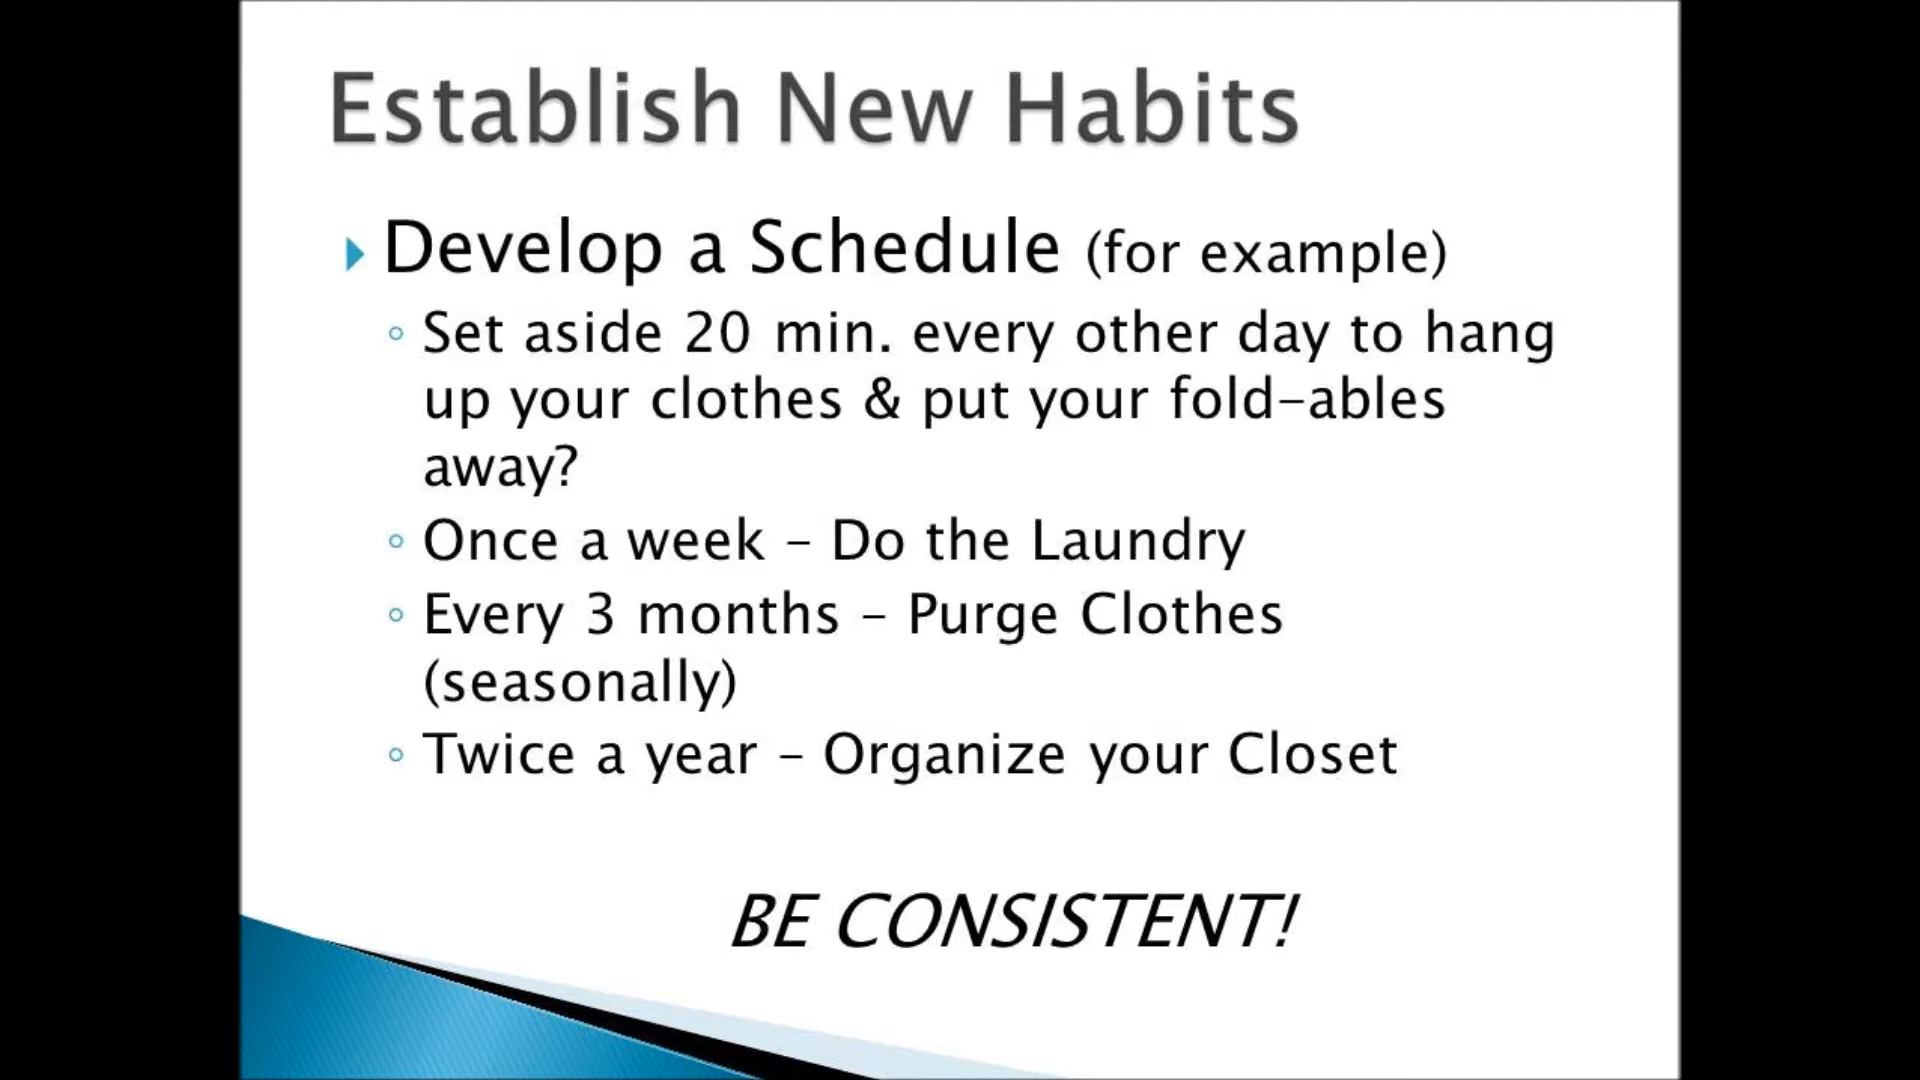 Establish New Habits
Develop a Schedule (for example)
Set aside 20 min. every other day to hang
up your clothes & put your fold-ables
away?
Once a week – Do the Laundry
Every 3 months – Purge Clothes
(seasonally)
Twice a year – Organize your Closet
BE CONSISTENT!